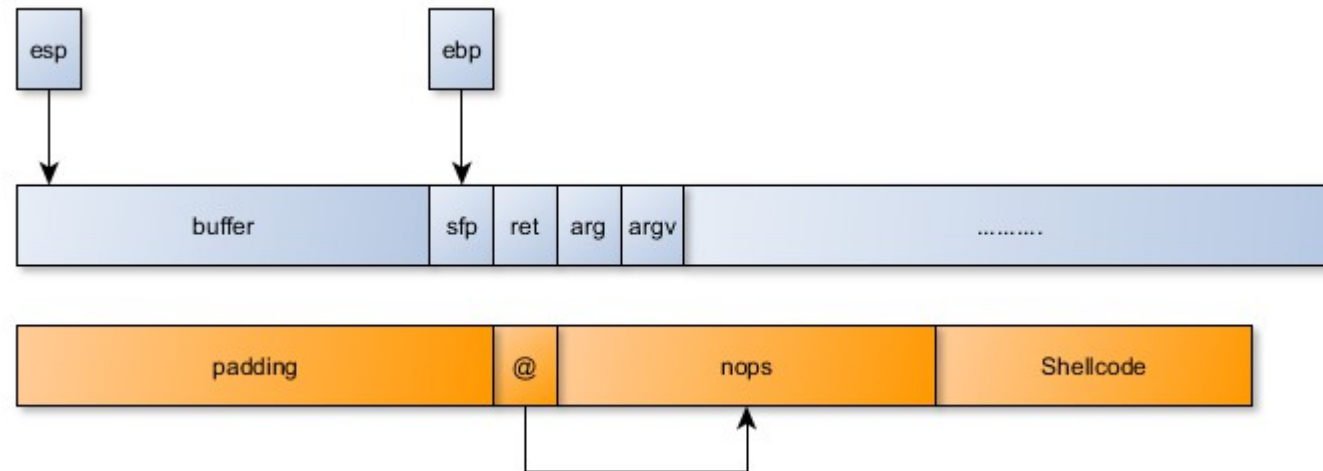 esp ebp
buffer sfp ret arg argv ..........
padding @ nops Shellcode